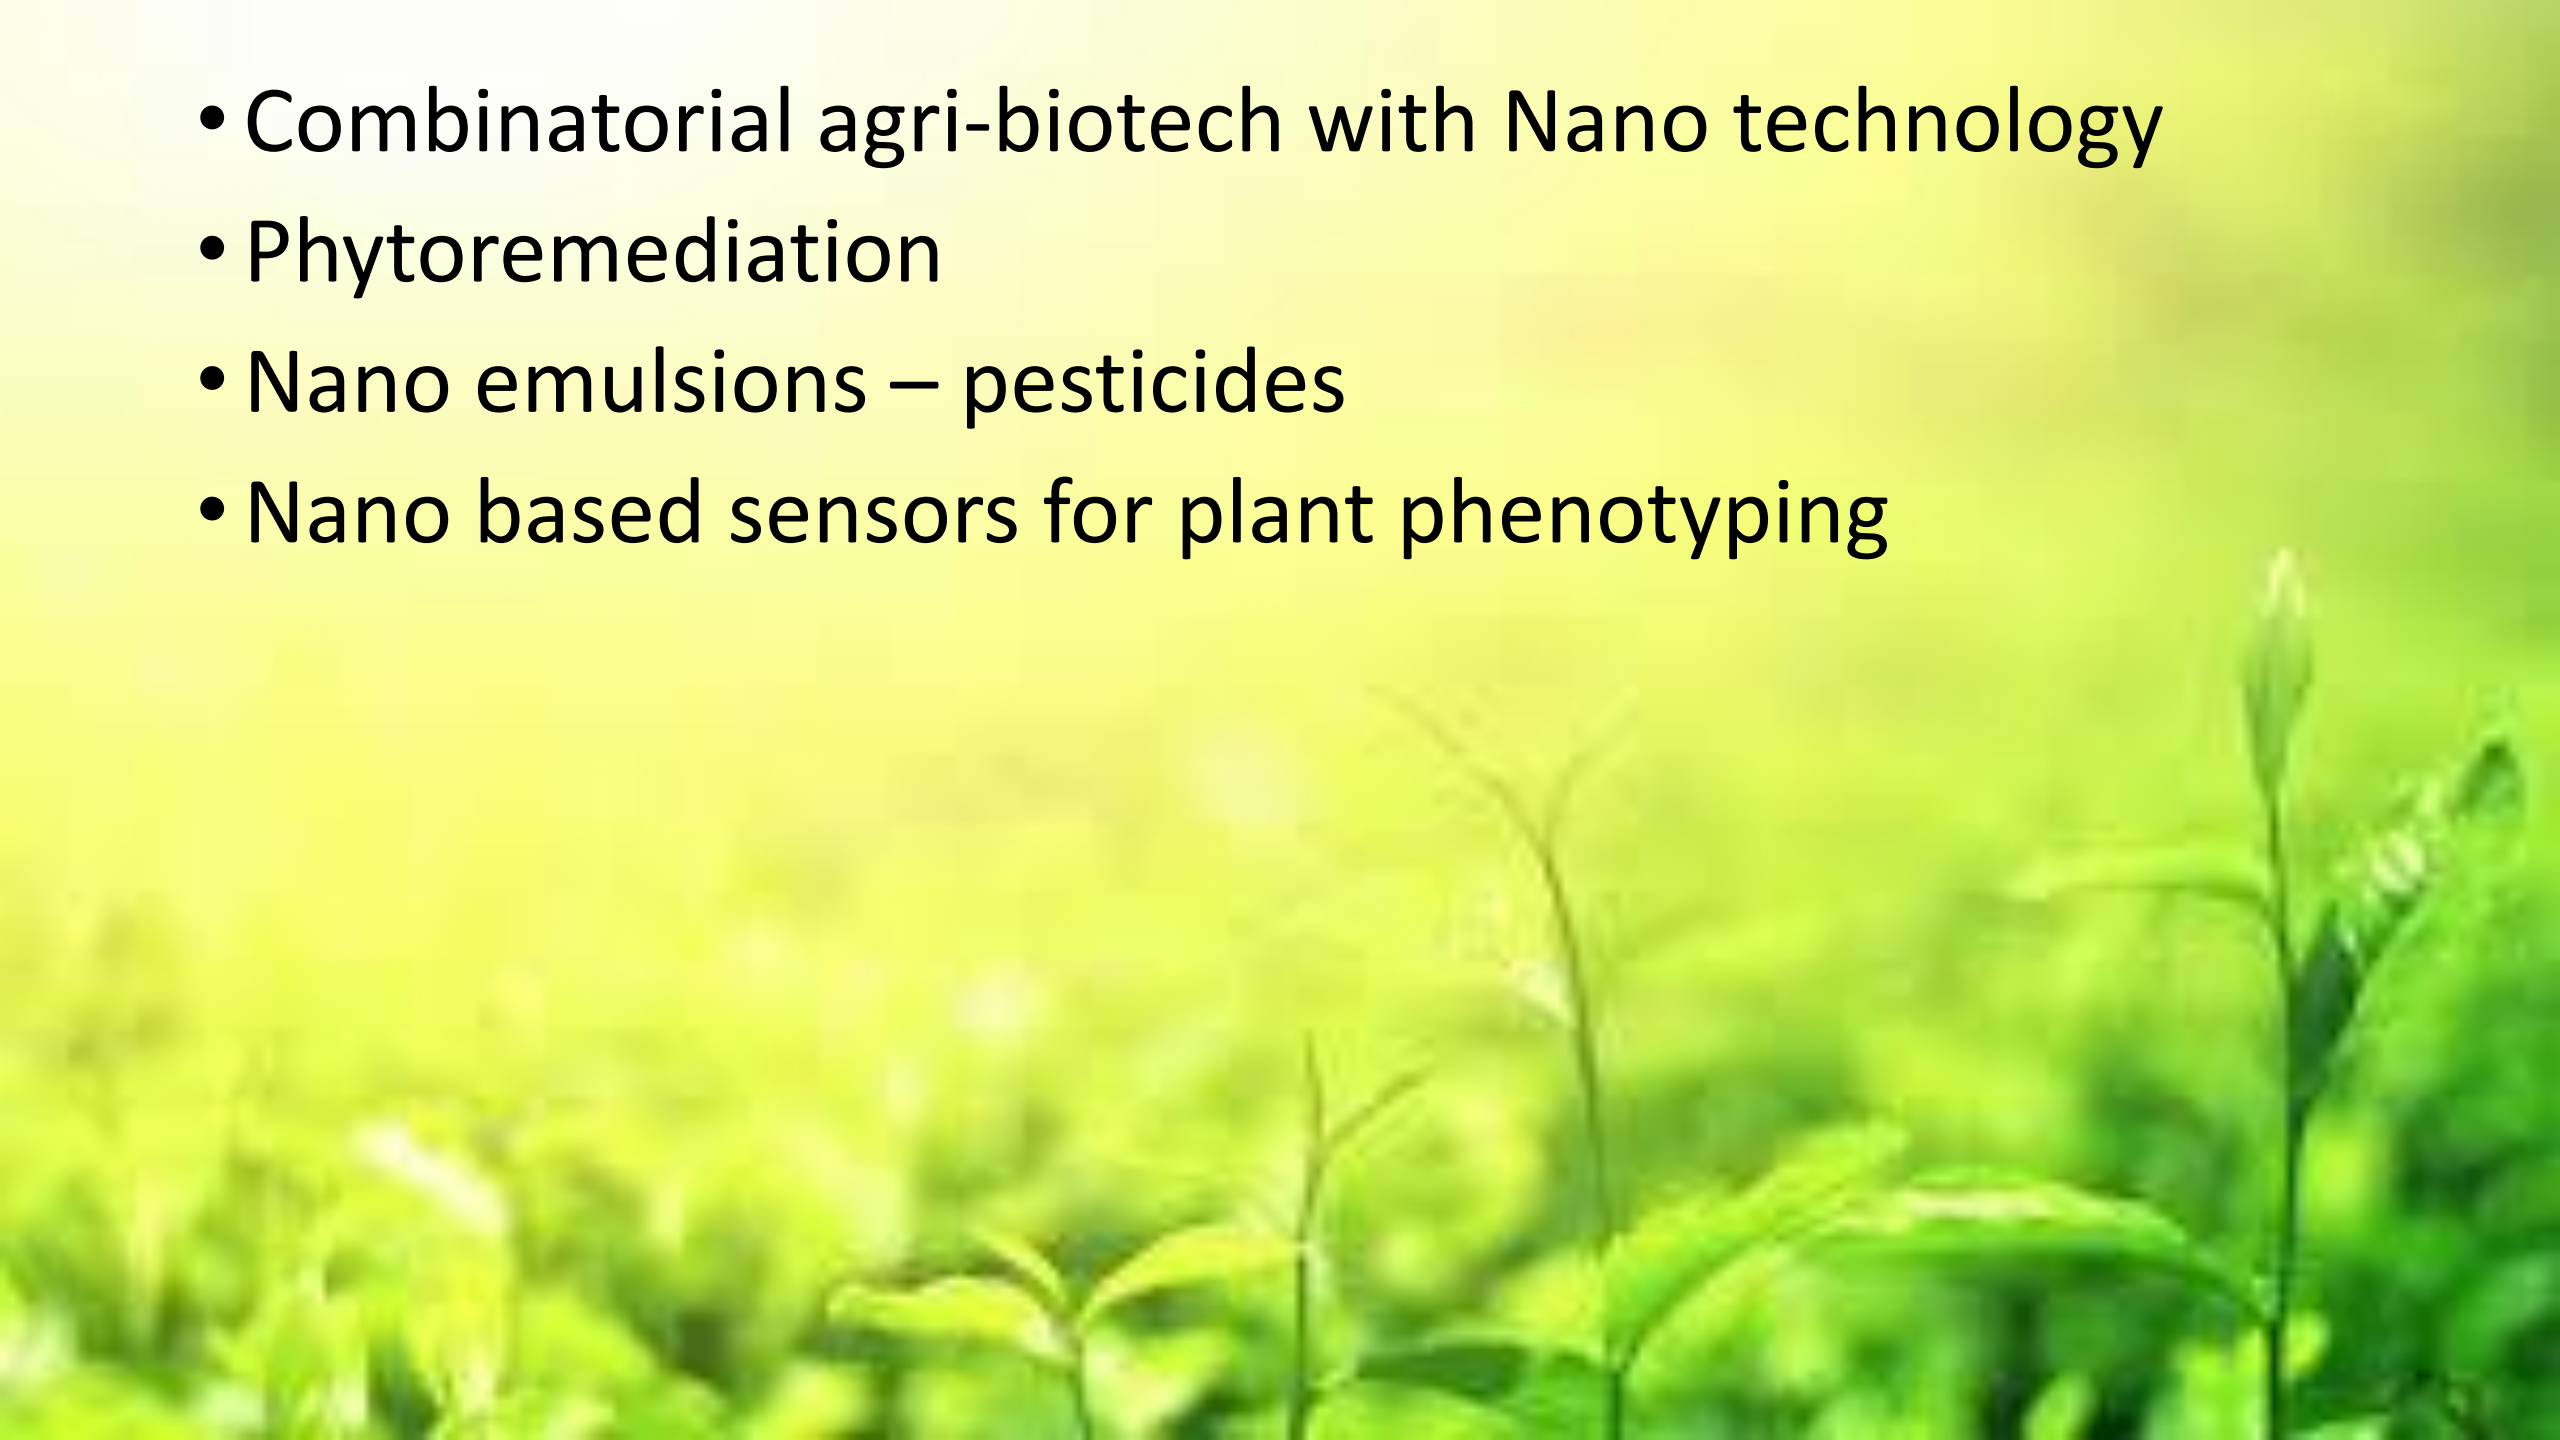 • Combinatorial agri-biotech with Nano technology
• Phytoremediation
• Nano emulsions – pesticides
• Nano based sensors for plant phenotyping